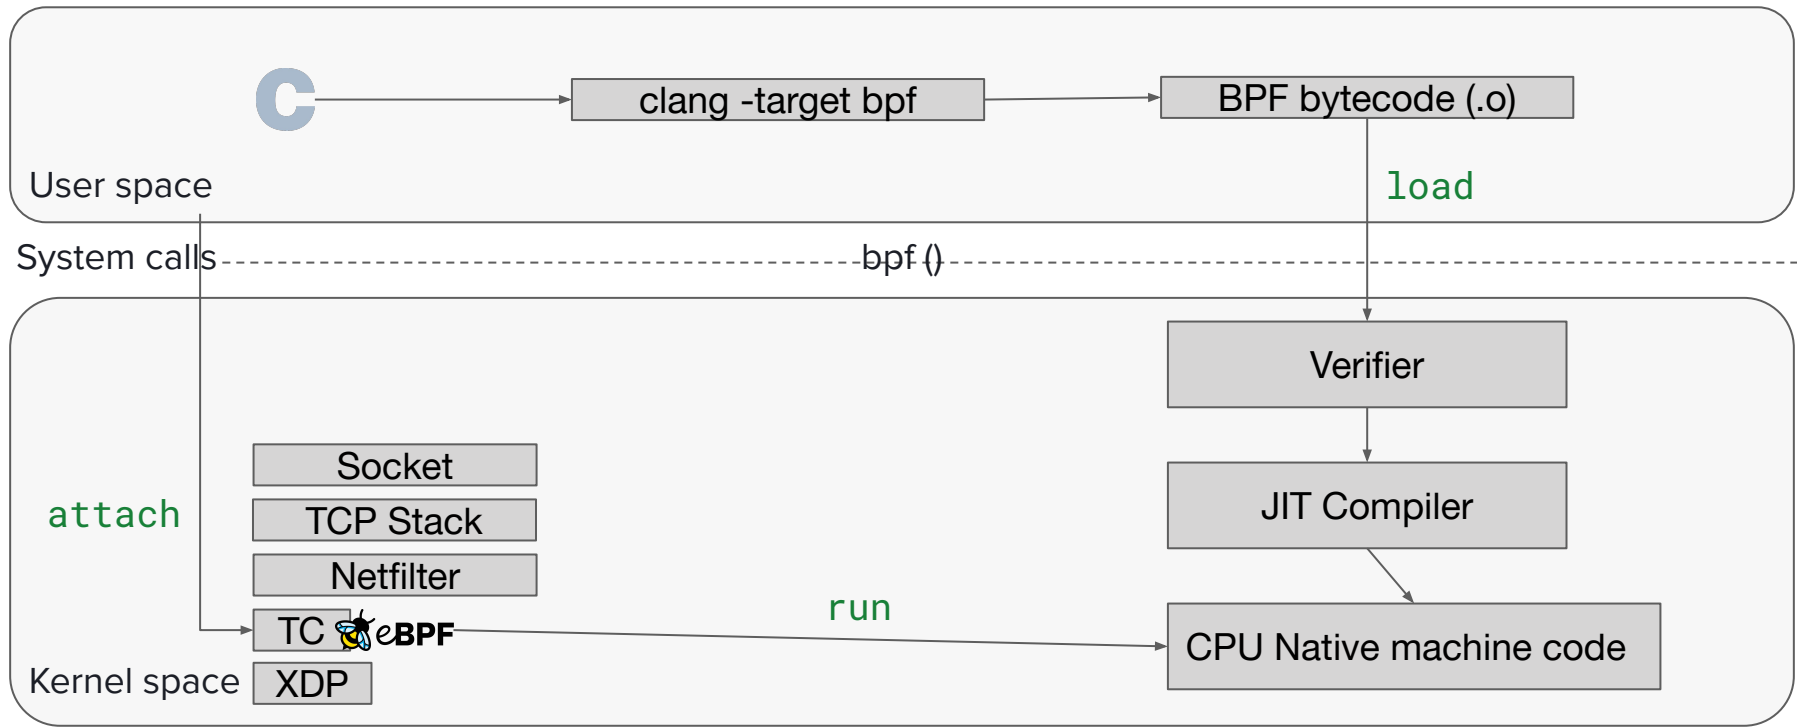 C
clang -target bpf
BPF bytecode (.o)
User space
load
System calls
bpf ()
Verifier
Socket
JIT Compiler
attach
TCP Stack
Netfilter
run
TC
eBPF
CPU Native machine code
Kernel space
XDP